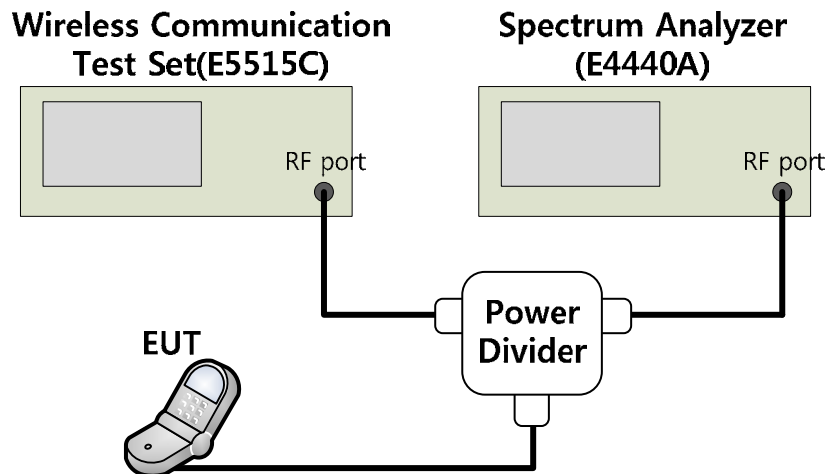 Wireless Communication
Test Set(E5515C)
Spectrum Analyzer
(E4440A)
RF port
RF port
Power
Divider
EUT